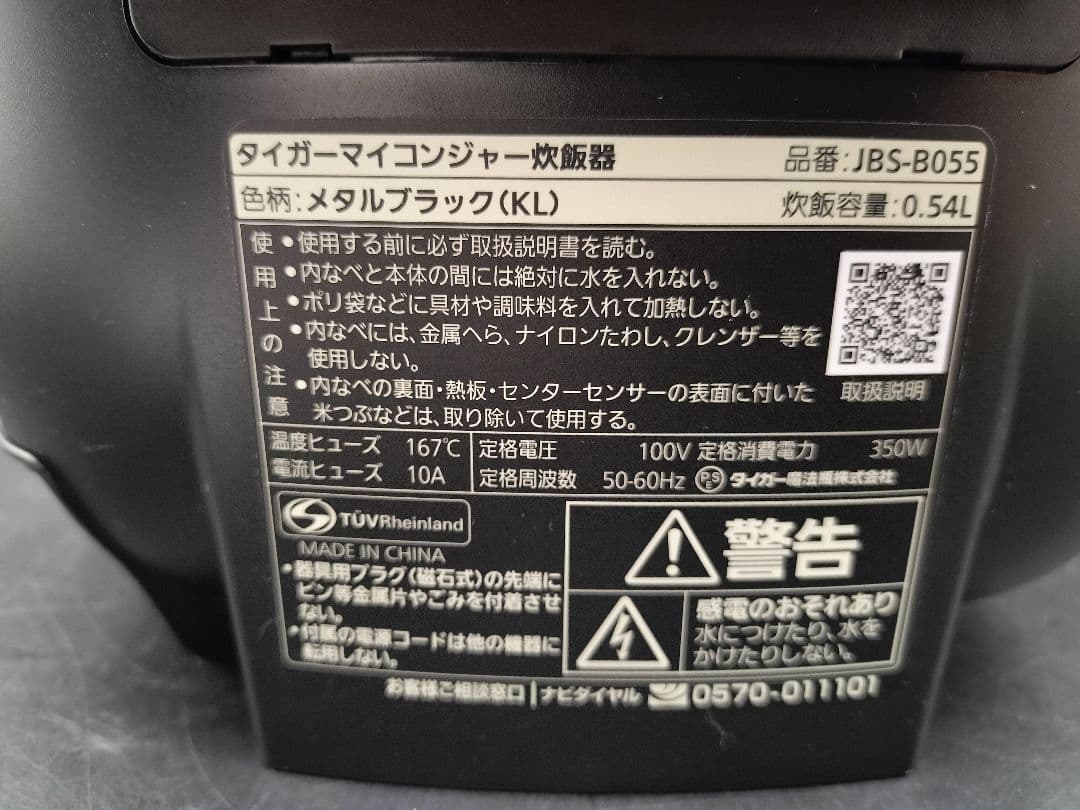 タイガーマイコンジャー炊飯器 品番:JBS-B055
色柄:メタルブラック(KL) 炊飯容量:0.54L
使用上の注意
•使用する前に必ず取扱説明書を読む。
•内なべと本体の間には絶対に水を入れない。
•ポリ袋などに具材や調味料を入れて加熱しない。
•内なべには、金属へら、ナイロンたわし、クレンザー等を
使用しない。
•内なべの裏面・熱板・センターセンサーの表面に付いた
米つぶなどは、取り除いて使用する。
取扱説明
温度ヒューズ 167℃ 定格電圧 100V 定格消費電力 350W
電流ヒューズ 10A 定格周波数 50-60Hz PSE タイガー魔法瓶株式会社
TÜVRheinland
MADE IN CHINA
•器具用プラグ(磁石式)の先端に
ピン等金属片やごみを付着させ
ない。
•付属の電源コードは他の機器に
転用しない。
警告
感電のおそれあり
水につけたり、水を
かけたりしない。
お客様ご相談窓口|ナビダイヤル 0570-011101